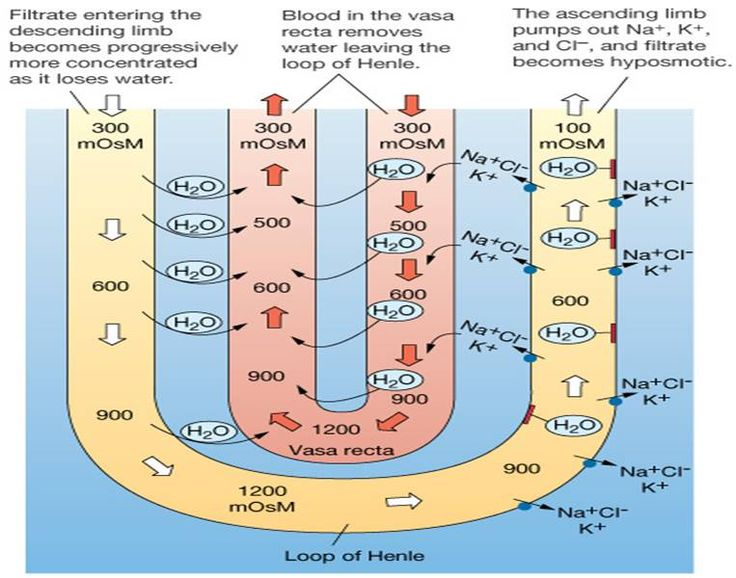 Filtrate entering the
descending limb
becomes progressively
more concentrated
as it loses water.
Blood in the vasa
recta removes
water leaving the
loop of Henle.
The ascending limb
pumps out Na+, K+,
and Cl–, and filtrate
becomes hyposmotic.
300
mOsM
300
mOsM
300
mOsM
100
mOsM
H2O
H2O
Na+Cl-
K+
H2O
Na+Cl-
K+
H2O
500
500
H2O
Na+Cl-
K+
H2O
Na+Cl-
K+
H2O
600
600
600
600
H2O
H2O
Na+Cl-
K+
H2O
900
H2O
900
Na+Cl-
K+
900
H2O
1200
H2O
Vasa recta
900
Na+Cl-
K+
1200
mOsM
Na+Cl-
K+
Loop of Henle